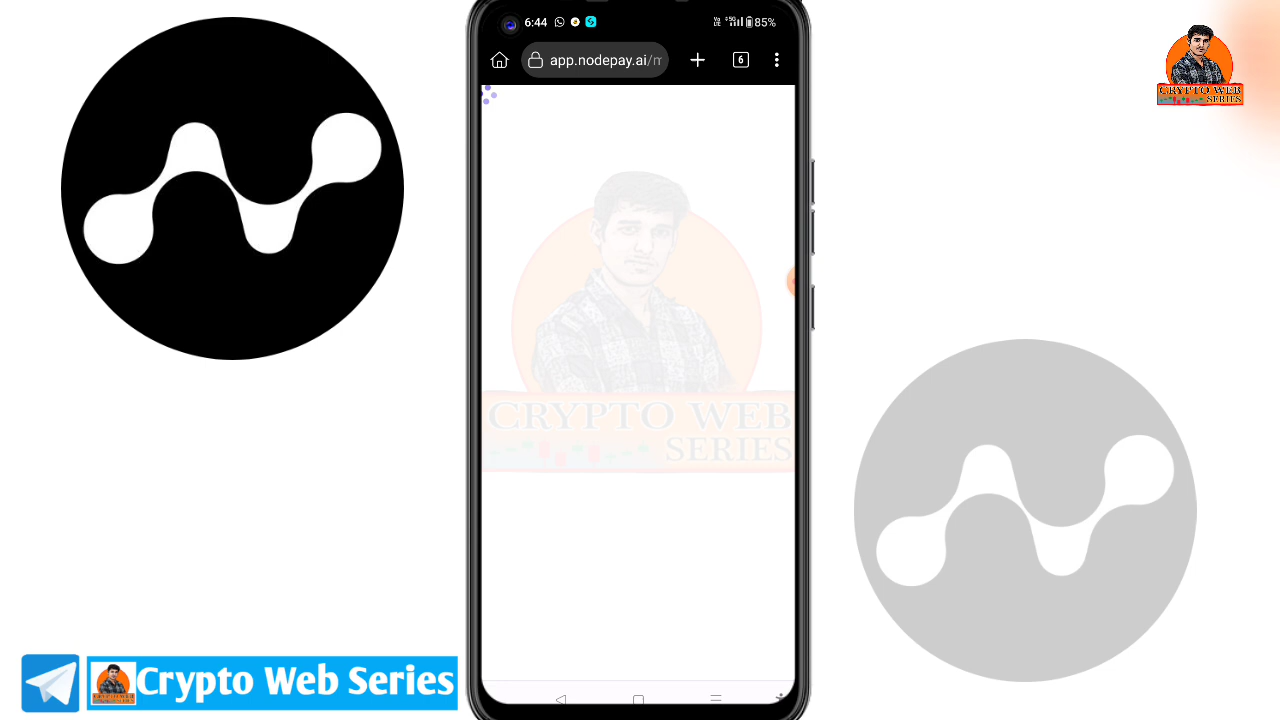 6:44
85%
app.nodepay.ai/m
6
CRYPTO WEB
SERIES
CRYPTO WEB
SERIES
Crypto Web Series